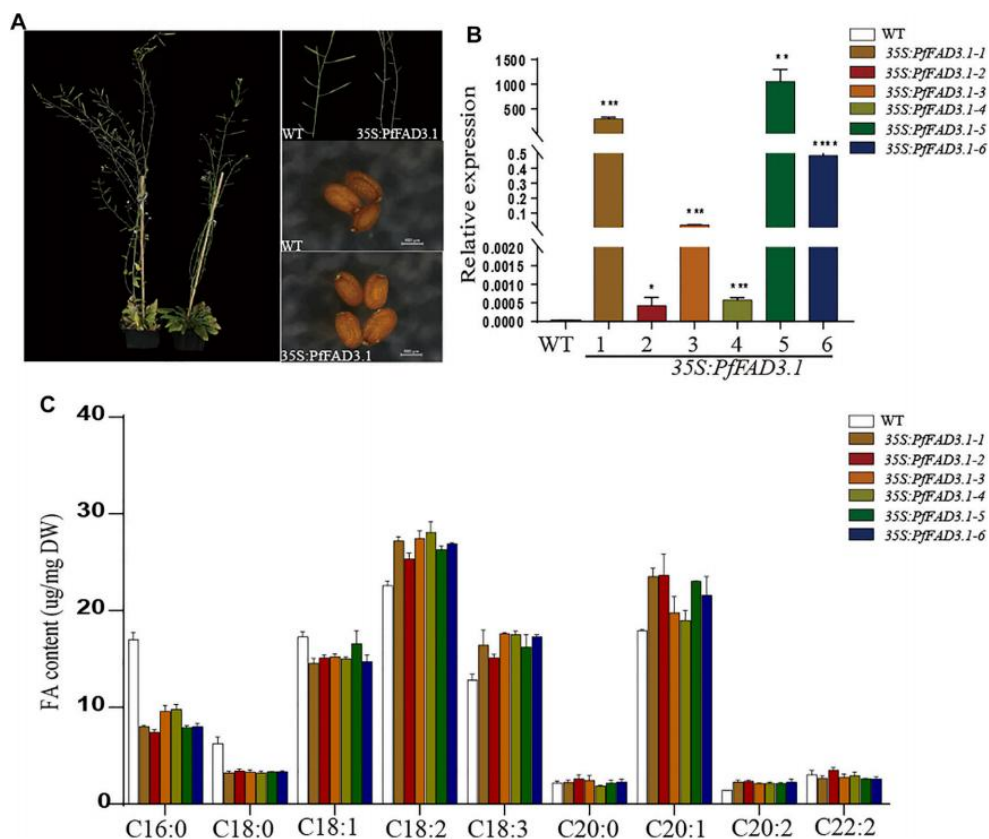 A
WT
35S:PfFAD3.1
WT
35S:PfFAD3.1
B
Relative expression
1500
1000
500
0.5
0.4
0.3
0.2
0.1
0.0020
0.0015
0.0010
0.0005
0.0000
***
*
***
***
**
****
WT 1 2 3 4 5 6
35S:PfFAD3.1
WT
35S:PfFAD3.1-1
35S:PfFAD3.1-2
35S:PfFAD3.1-3
35S:PfFAD3.1-4
35S:PfFAD3.1-5
35S:PfFAD3.1-6
C
FA content (ug/mg DW)
40
30
20
10
0
C16:0 C18:0 C18:1 C18:2 C18:3 C20:0 C20:1 C20:2 C22:2
WT
35S:PfFAD3.1-1
35S:PfFAD3.1-2
35S:PfFAD3.1-3
35S:PfFAD3.1-4
35S:PfFAD3.1-5
35S:PfFAD3.1-6